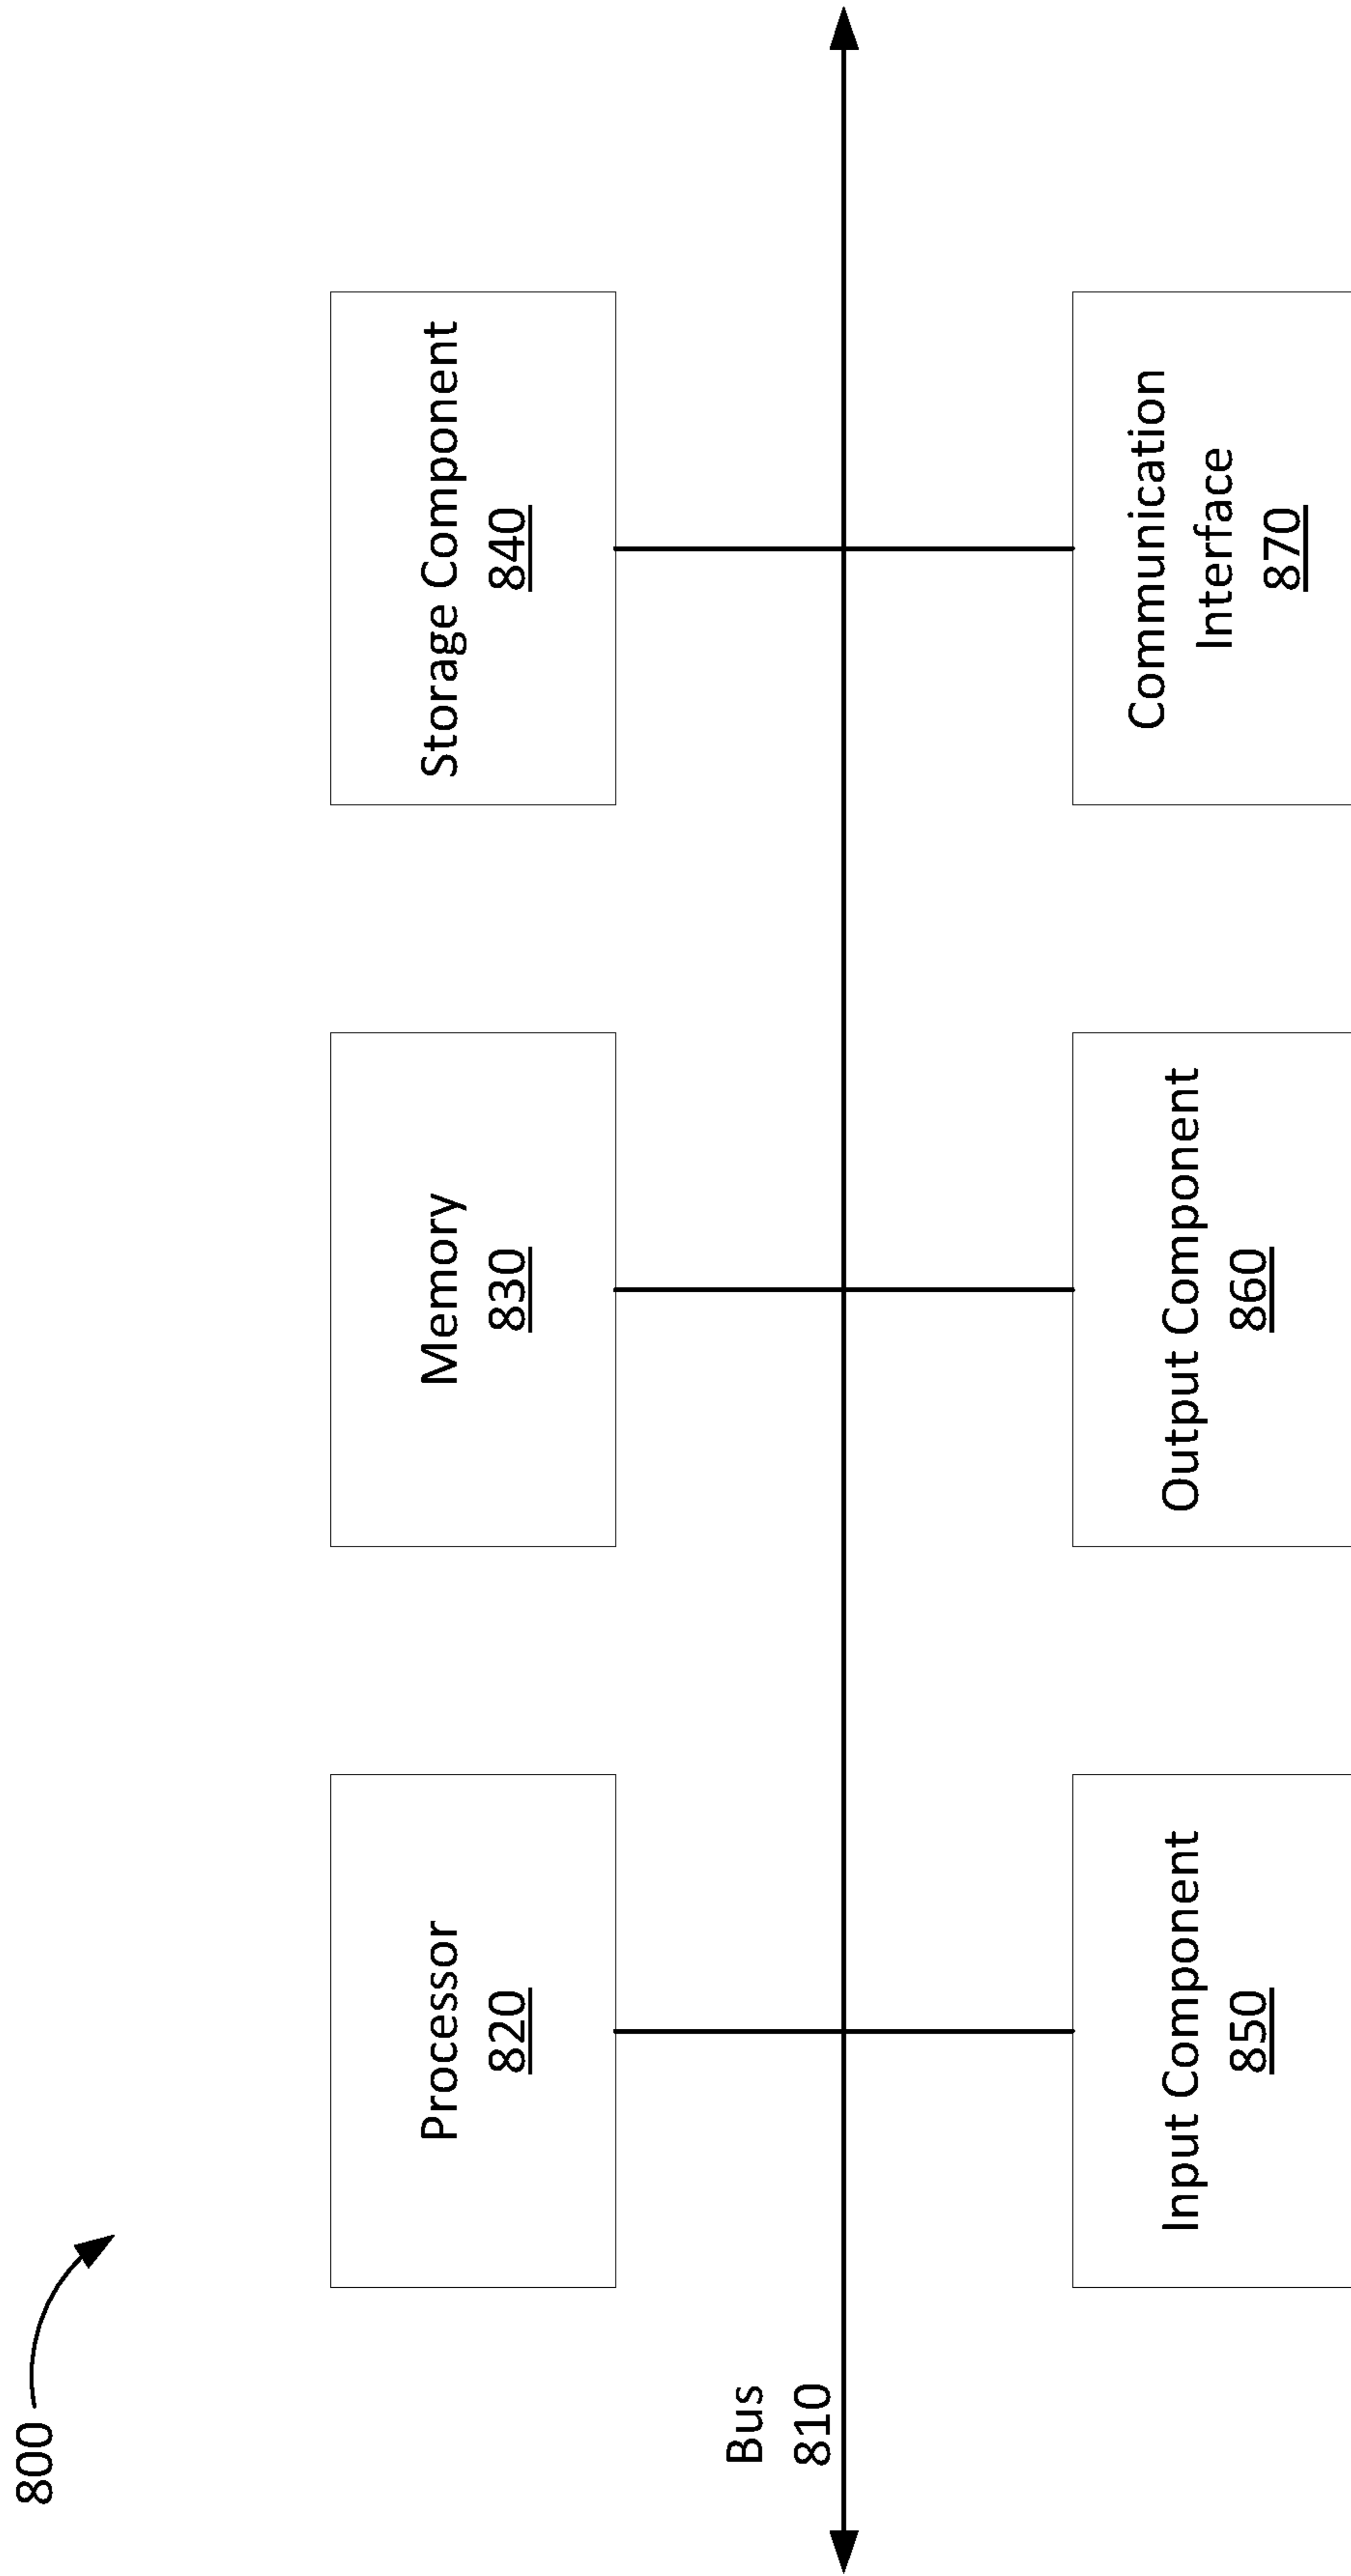 800
Processor
820
Memory
830
Storage Component
840
Bus
810
Input Component
850
Output Component
860
Communication
Interface
870